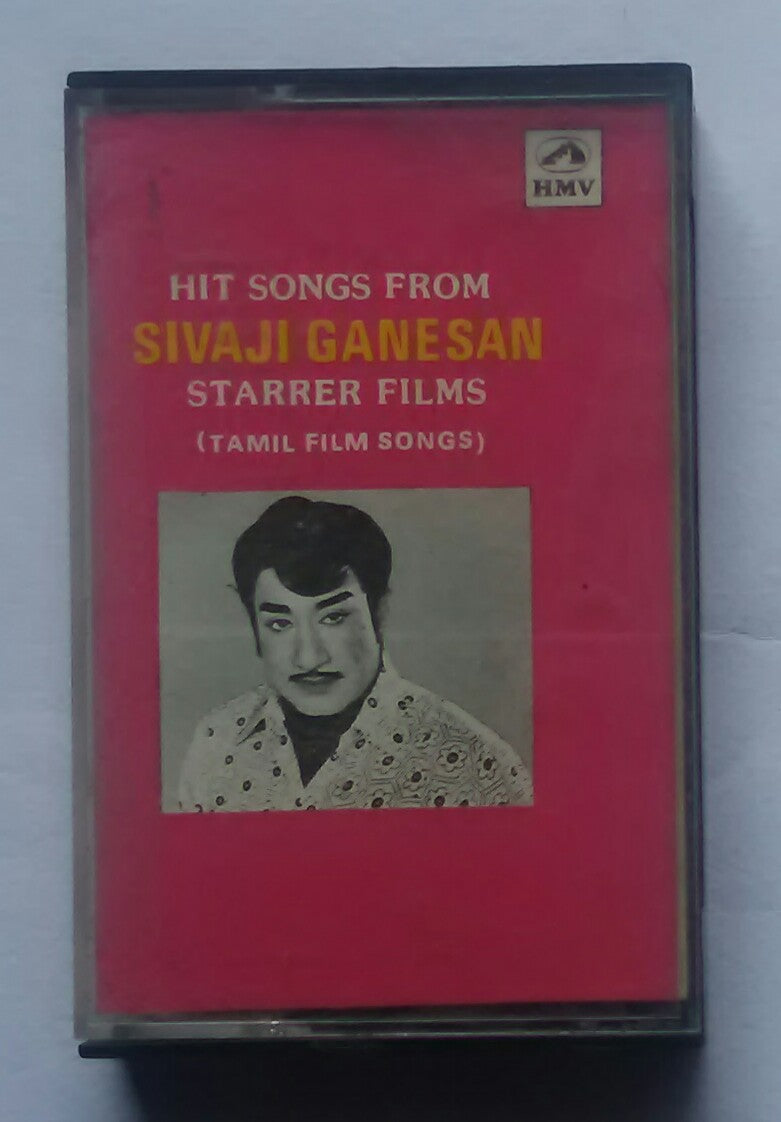 HMV
HIT SONGS FROM
SIVAJI GANESAN
STARRER FILMS
(TAMIL FILM SONGS)